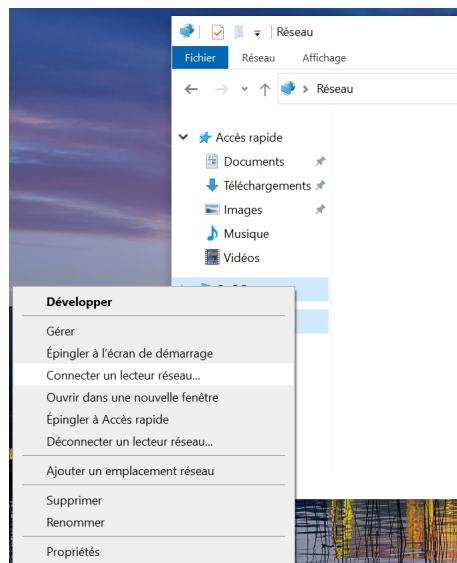 Réseau
Fichier Réseau Affichage
Réseau
Accès rapide
Documents
Téléchargements
Images
Musique
Vidéos
Développer
Gérer
Épingler à l'écran de démarrage
Connecter un lecteur réseau...
Ouvrir dans une nouvelle fenêtre
Épingler à Accès rapide
Déconnecter un lecteur réseau...
Ajouter un emplacement réseau
Supprimer
Renommer
Propriétés